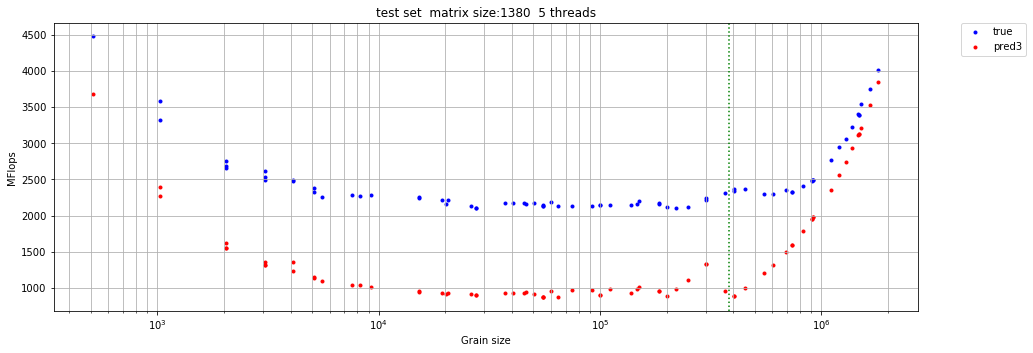 test set  matrix size:1380  5 threads
true
pred3
4500
4000
3500
3000
2500
2000
1500
1000
MFlops
10³
10⁴
10⁵
10⁶
Grain size